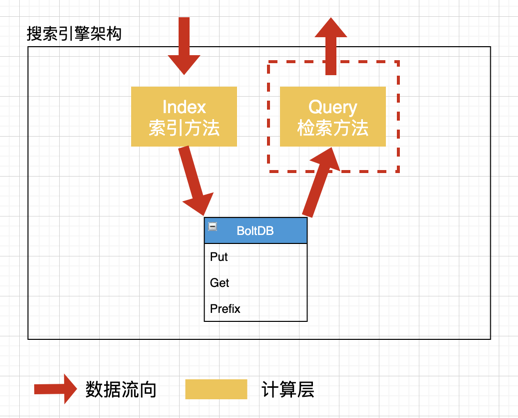 搜索引擎架构
Index
索引方法
Query
检索方法
BoltDB
Put
Get
Prefix
数据流向
计算层